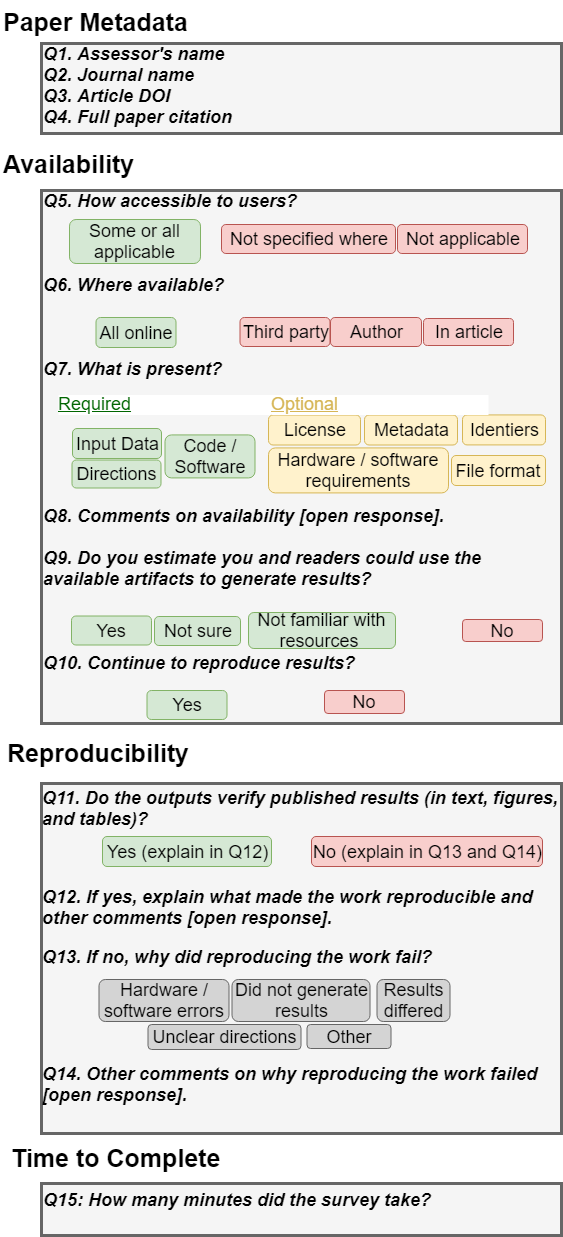 Paper Metadata
Q1. Assessor's name
Q2. Journal name
Q3. Article DOI
Q4. Full paper citation
Availability
Q5. How accessible to users?
Some or all
applicable
Not specified where
Not applicable
Q6. Where available?
All online
Third party
Author
In article
Q7. What is present?
Required
Optional
Input Data
Directions
Code /
Software
License
Metadata
Identiers
Hardware / software
requirements
File format
Q8. Comments on availability [open response].
Q9. Do you estimate you and readers could use the
available artifacts to generate results?
Yes
Not sure
Not familiar with
resources
No
Q10. Continue to reproduce results?
Yes
No
Reproducibility
Q11. Do the outputs verify published results (in text, figures,
and tables)?
Yes (explain in Q12)
No (explain in Q13 and Q14)
Q12. If yes, explain what made the work reproducible and
other comments [open response].
Q13. If no, why did reproducing the work fail?
Hardware /
software errors
Did not generate
results
Results
differed
Unclear directions
Other
Q14. Other comments on why reproducing the work failed
[open response].
Time to Complete
Q15: How many minutes did the survey take?